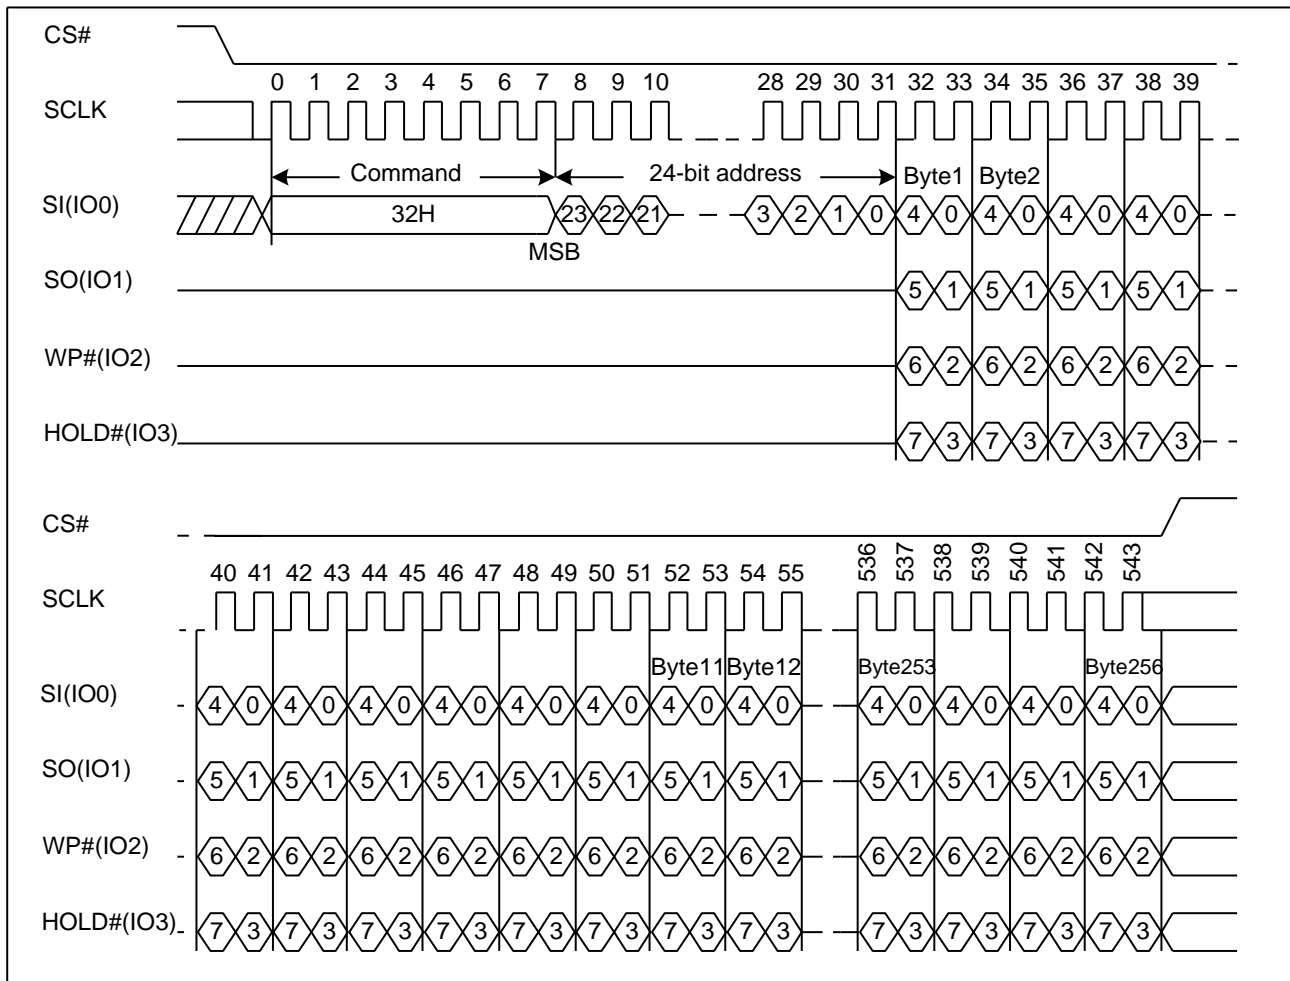 CS#
0 1 2 3 4 5 6 7 8 9 10 28 29 30 31 32 33 34 35 36 37 38 39
SCLK
Command 24-bit address Byte1 Byte2
SI(IO0) 32H 23 22 21 3 2 1 0 4 0 4 0 4 0 4 0
MSB
SO(IO1) 5 1 5 1 5 1 5 1
WP#(IO2) 6 2 6 2 6 2 6 2
HOLD#(IO3) 7 3 7 3 7 3 7 3
CS#
40 41 42 43 44 45 46 47 48 49 50 51 52 53 54 55 536 537 538 539 540 541 542 543
SCLK
Byte11 Byte12 Byte253 Byte256
SI(IO0) 4 0 4 0 4 0 4 0 4 0 4 0 4 0 4 0 4 0 4 0 4 0 4 0
SO(IO1) 5 1 5 1 5 1 5 1 5 1 5 1 5 1 5 1 5 1 5 1 5 1 5 1
WP#(IO2) 6 2 6 2 6 2 6 2 6 2 6 2 6 2 6 2 6 2 6 2 6 2 6 2
HOLD#(IO3) 7 3 7 3 7 3 7 3 7 3 7 3 7 3 7 3 7 3 7 3 7 3 7 3